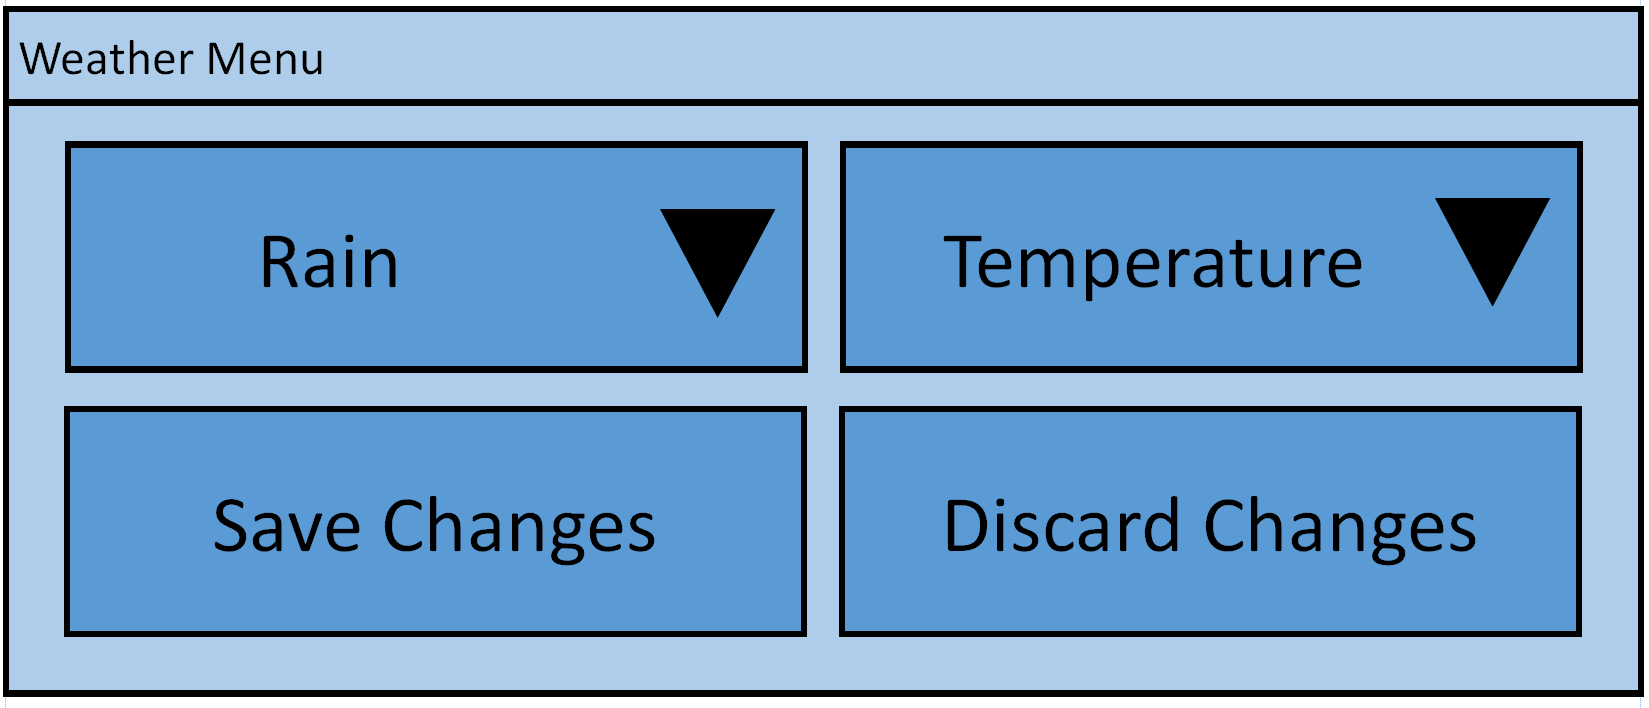 Weather Menu
Rain
Temperature
Save Changes
Discard Changes